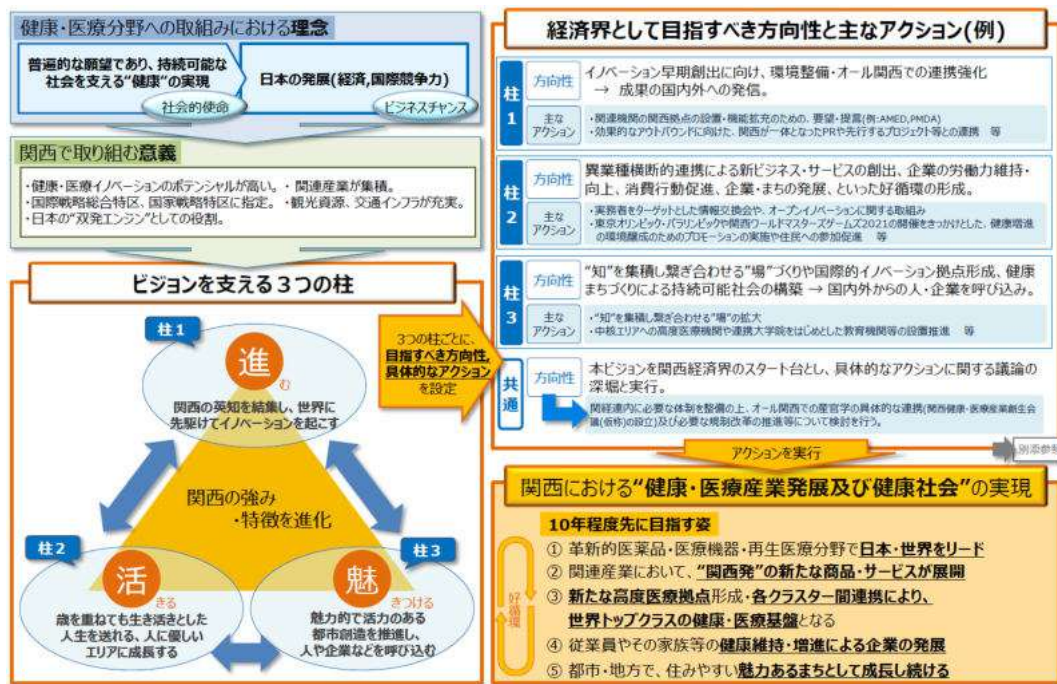 健康・医療分野への取組みにおける理念
普遍的な願望であり、持続可能な
社会を支える“健康”の実現
社会的使命
日本の発展(経済,国際競争力)
ビジネスチャンス
関西で取り組む意義
・健康・医療イノベーションのポテンシャルが高い。・関連産業が集積。
・国際戦略総合特区、国家戦略特区に指定。・観光資源、交通インフラが充実。
・日本の“双発エンジン”としての役割。
ビジョンを支える3つの柱
柱1
進
む
関西の英知を結集し、世界に
先駆けてイノベーションを起こす
関西の強み
・特徴を進化
柱2
活
きる
歳を重ねても生き活きとした
人生を送れる、人に優しい
エリアに成長する
柱3
魅
きつける
魅力的で活力のある
都市創造を推進し、
人や企業などを呼び込む
3つの柱ごとに、
目指すべき方向性,
具体的なアクション
を設定
経済界として目指すべき方向性と主なアクション(例)
柱1
方向性
イノベーション早期創出に向け、環境整備・オール関西での連携強化
→ 成果の国内外への発信。
主な
アクション
・関連機関の関西拠点の設置・機能拡充のための、要望・提言(例:AMED,PMDA)
・効果的なアウトバウンドに向けた、関西が一体となったPRや先行するプロジェクト等との連携 等
柱2
方向性
異業種横断的連携による新ビジネス・サービスの創出、企業の労働力維持・
向上、消費行動促進、企業・まちの発展、といった好循環の形成。
主な
アクション
・実務者をターゲットとした情報交換会や、オープンイノベーションに関する取組み
・東京オリンピック・パラリンピックや関西ワールドマスターズゲームズ2021の開催をきっかけとした、健康増進
の環境醸成のためのプロモーションの実施や住民への参加促進 等
柱3
方向性
“知”を集積し繋ぎ合わせる“場”づくりや国際的イノベーション拠点形成、健康
まちづくりによる持続可能社会の構築 → 国内外からの人・企業を呼び込み。
主な
アクション
・“知”を集積し繋ぎ合わせる“場”の拡大
・中核エリアへの高度医療機関や連携大学院をはじめとした教育機関等の設置推進 等
共通
方向性
本ビジョンを関西経済界のスタート台とし、具体的なアクションに関する議論の
深堀と実行。
関経連内に必要な体制を整備の上、オール関西での産官学の具体的な連携(関西健康・医療産業創生会
議(仮称)の設立)及び必要な規制改革の推進等について検討を行う。
アクションを実行
別添参照
関西における“健康・医療産業発展及び健康社会”の実現
10年程度先に目指す姿
好循環
① 革新的医薬品・医療機器・再生医療分野で日本・世界をリード
② 関連産業において、“関西発”の新たな商品・サービスが展開
③ 新たな高度医療拠点形成・各クラスター間連携により、
世界トップクラスの健康・医療基盤となる
④ 従業員やその家族等の健康維持・増進による企業の発展
⑤ 都市・地方で、住みやすい魅力あるまちとして成長し続ける